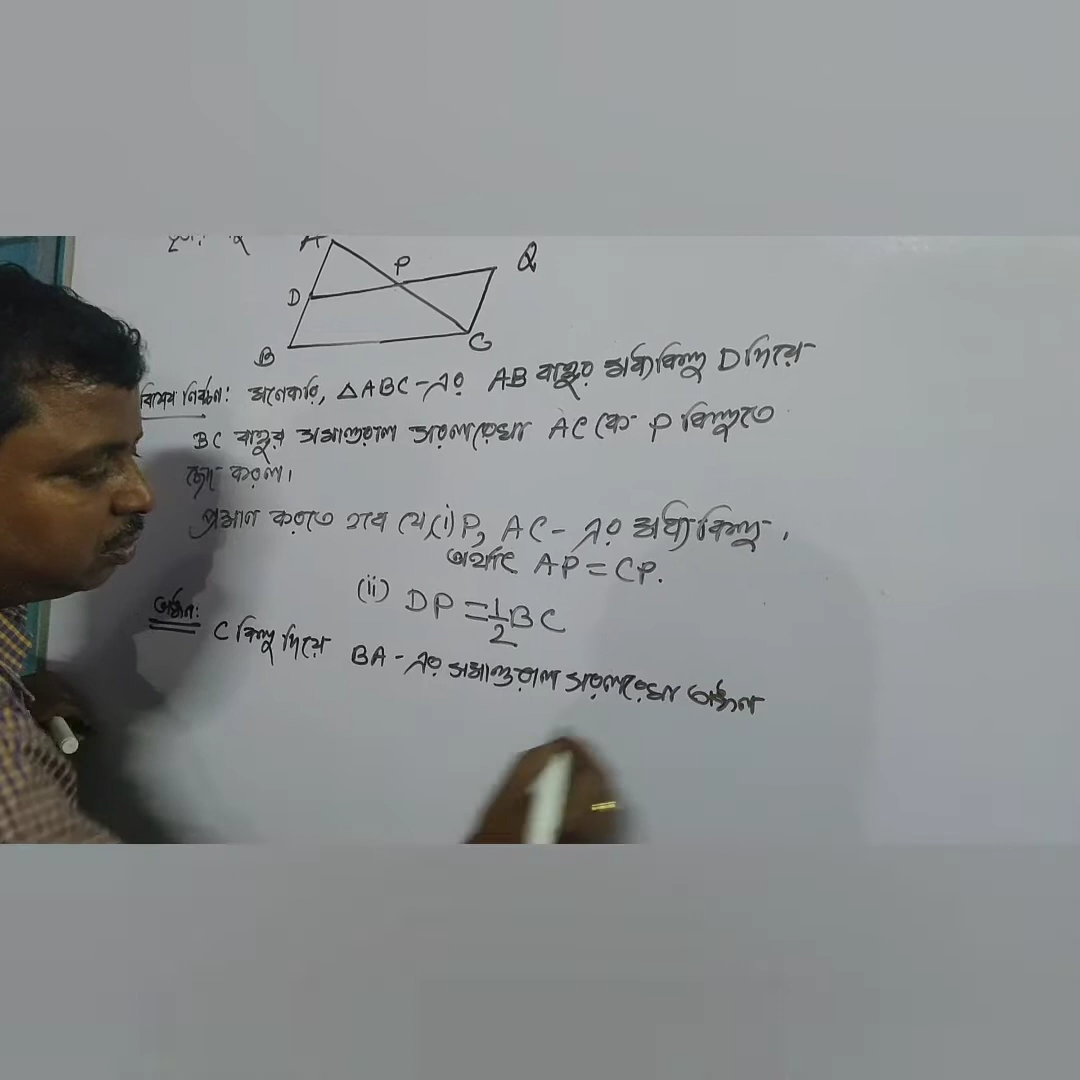 A
P
Q
D
B
C
বিশেষ নির্বচন: মনেকরি, △ABC-এর AB বাহুর মধ্যবিন্দু D দিয়ে
BC বাহুর সমান্তরাল সরলরেখা AC কে P বিন্দুতে
ছেদ করল।
প্রমান করতে হবে যে (i) P, AC- এর মধ্যবিন্দু.
অর্থাৎ AP = CP.
(ii) DP = 1/2 BC
অঙ্কন:
C বিন্দু দিয়ে BA-এর সমান্তরাল সরলরেখা অঙ্কন